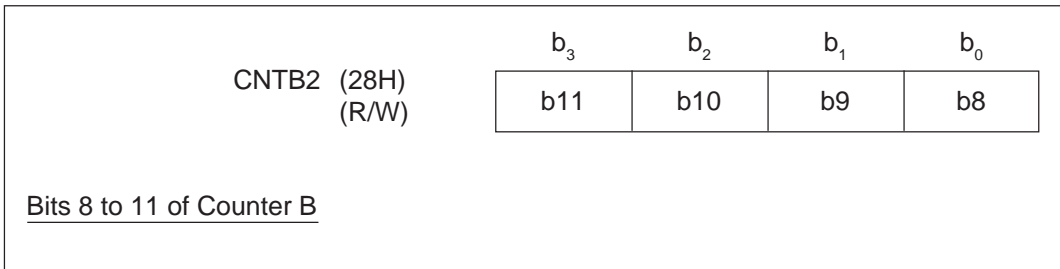 b3 b2 b1 b0
CNTB2 (28H)
(R/W)
b11 b10 b9 b8
Bits 8 to 11 of Counter B